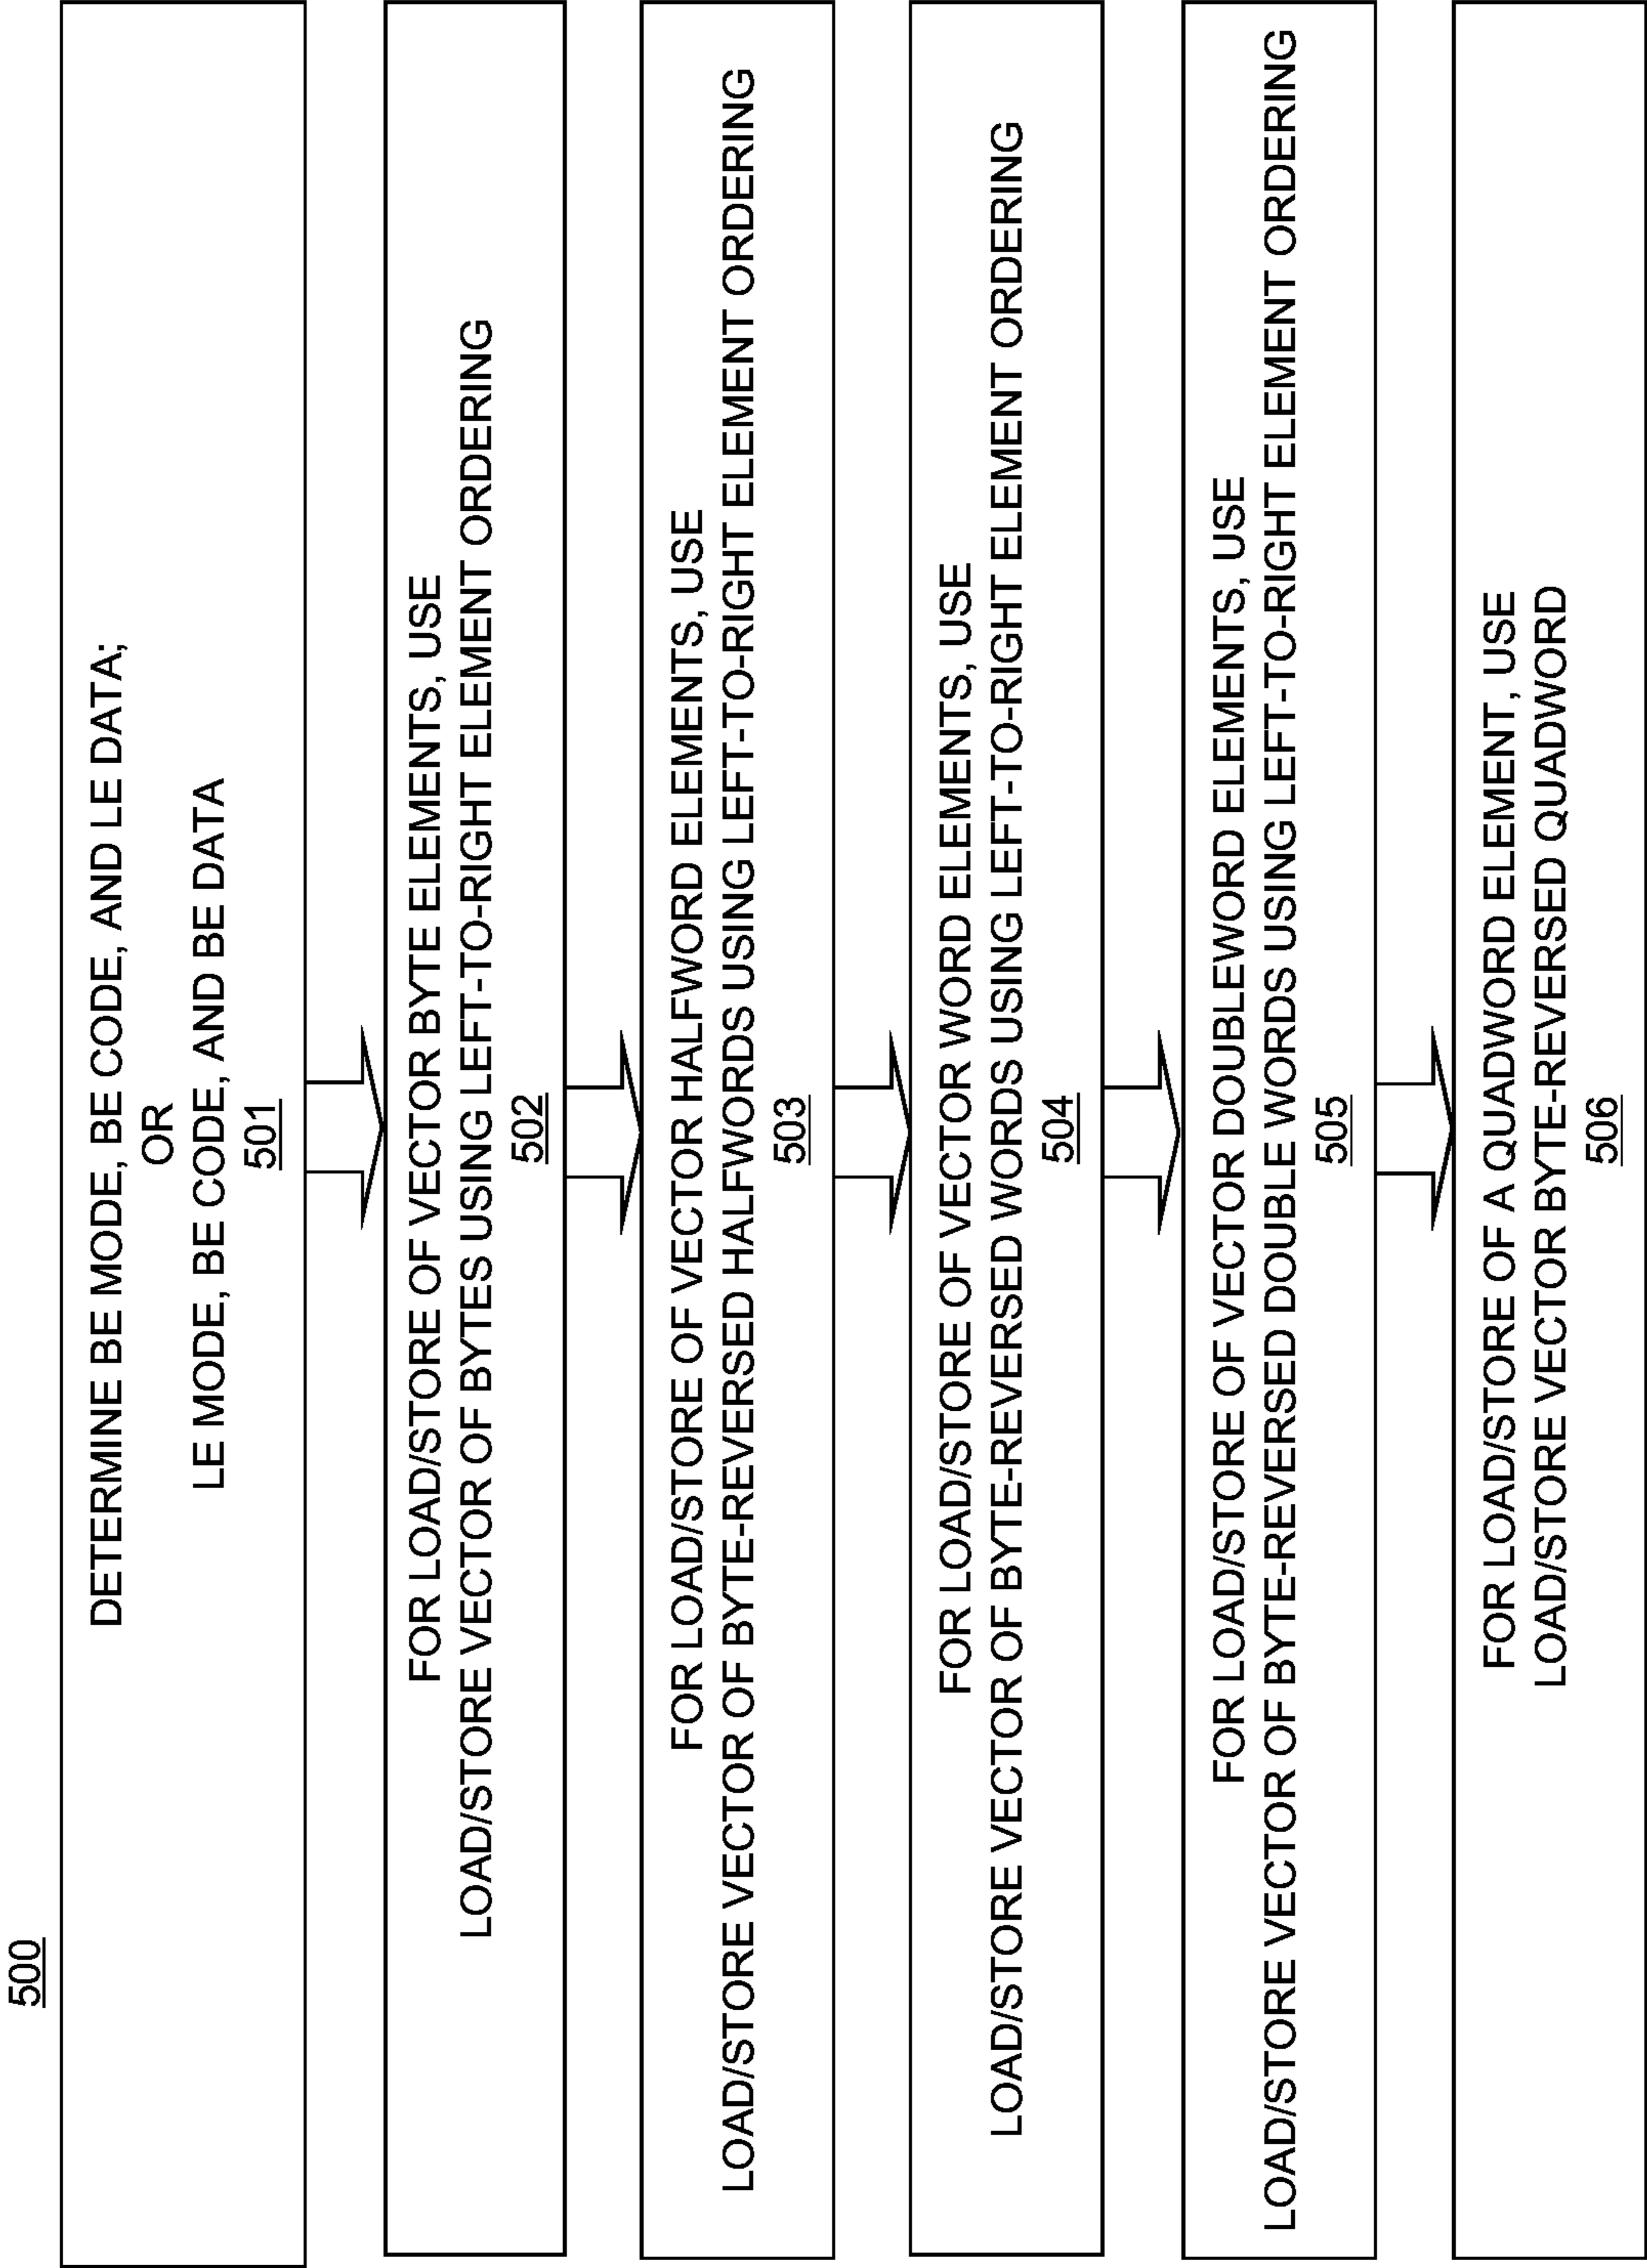 500
DETERMINE BE MODE, BE CODE, AND LE DATA;
OR
LE MODE, BE CODE, AND BE DATA
501
FOR LOAD/STORE OF VECTOR BYTE ELEMENTS, USE
LOAD/STORE VECTOR OF BYTES USING LEFT-TO-RIGHT ELEMENT ORDERING
502
FOR LOAD/STORE OF VECTOR HALFWORD ELEMENTS, USE
LOAD/STORE VECTOR OF BYTE-REVERSED HALFWORDS USING LEFT-TO-RIGHT ELEMENT ORDERING
503
FOR LOAD/STORE OF VECTOR WORD ELEMENTS, USE
LOAD/STORE VECTOR OF BYTE-REVERSED WORDS USING LEFT-TO-RIGHT ELEMENT ORDERING
504
FOR LOAD/STORE OF VECTOR DOUBLEWORD ELEMENTS, USE
LOAD/STORE VECTOR OF BYTE-REVERSED DOUBLE WORDS USING LEFT-TO-RIGHT ELEMENT ORDERING
505
FOR LOAD/STORE OF A QUADWORD ELEMENT, USE
LOAD/STORE VECTOR BYTE-REVERSED QUADWORD
506